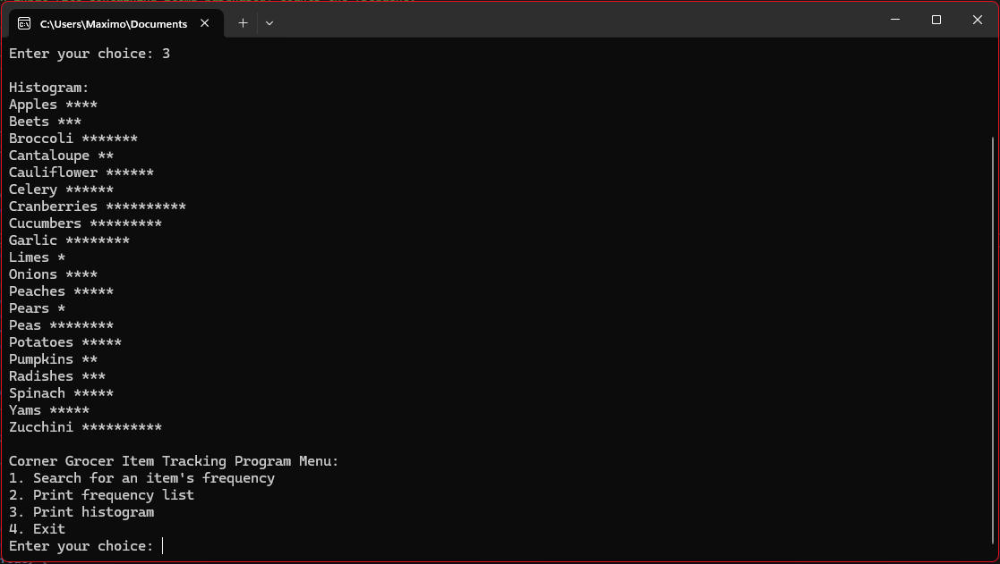 C:\Users\Maximo\Documents
Enter your choice: 3
Histogram:
Apples ****
Beets ***
Broccoli *******
Cantaloupe **
Cauliflower ******
Celery ******
Cranberries **********
Cucumbers *********
Garlic ********
Limes *
Onions ****
Peaches *****
Pears *
Peas ********
Potatoes *****
Pumpkins **
Radishes ***
Spinach *****
Yams *****
Zucchini **********
Corner Grocer Item Tracking Program Menu:
1. Search for an item's frequency
2. Print frequency list
3. Print histogram
4. Exit
Enter your choice: